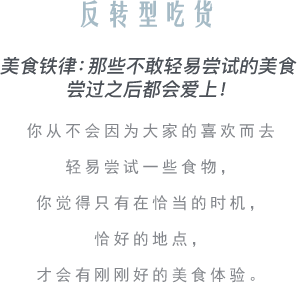 反转型吃货
美食铁律：那些不敢轻易尝试的美食
尝过之后都会爱上！
你从不会因为大家的喜欢而去
轻易尝试一些食物，
你觉得只有在恰当的时机，
恰好的地点，
才会有刚刚好的美食体验。